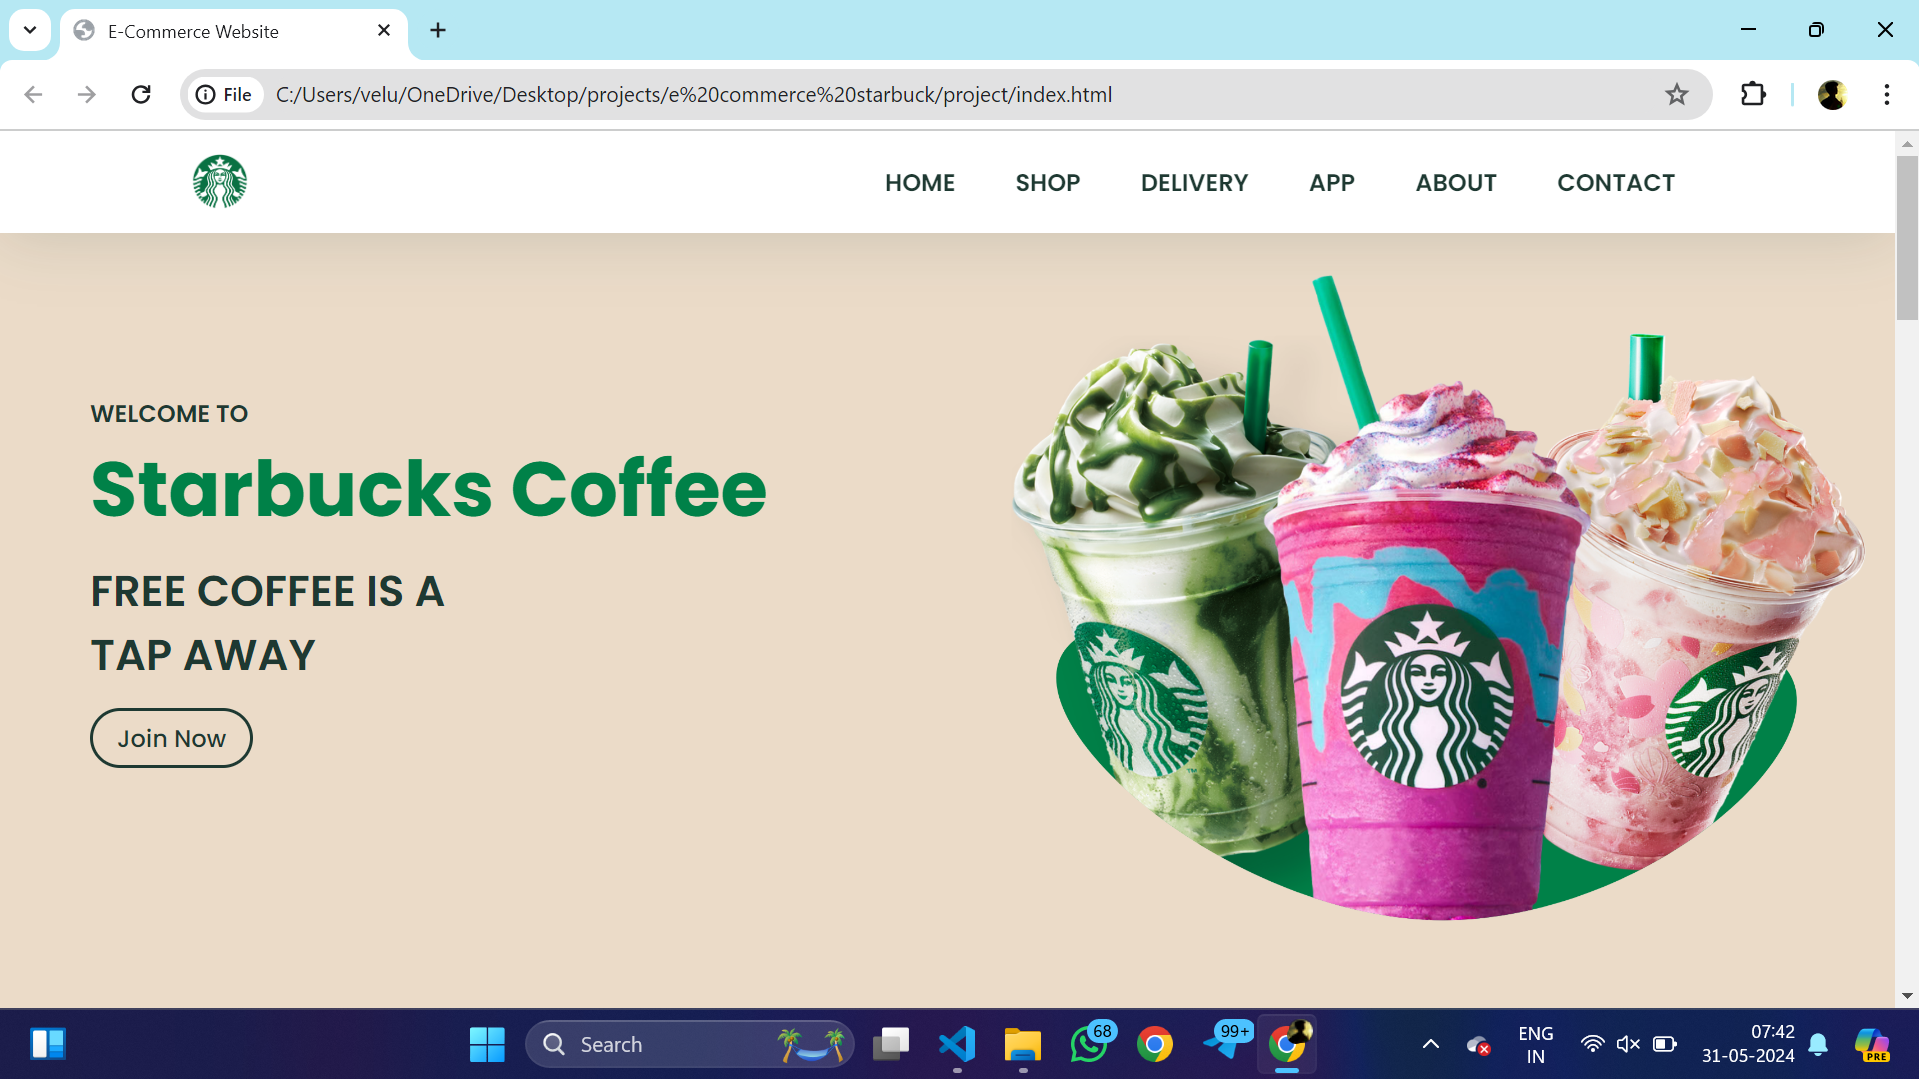 E-Commerce Website
File
C:/Users/velu/OneDrive/Desktop/projects/e%20commerce%20starbuck/project/index.html
HOME SHOP DELIVERY APP ABOUT CONTACT
WELCOME TO
Starbucks Coffee
FREE COFFEE IS A
TAP AWAY
Join Now
Search
68
99+
ENG
IN
07:42
31-05-2024
PRE